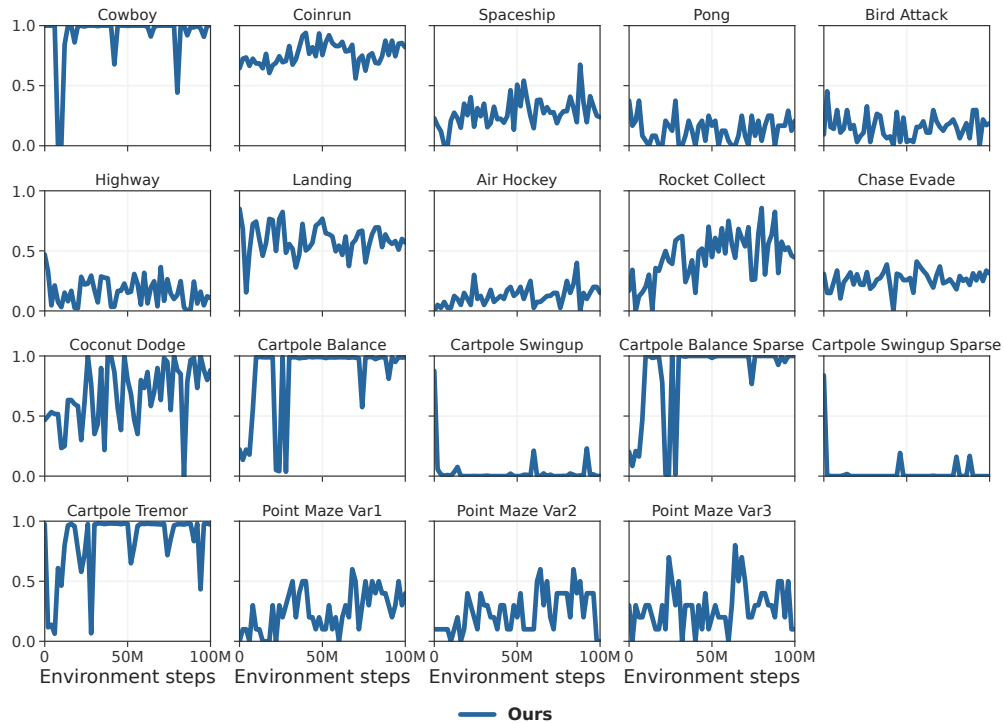 Cowboy Coinrun Spaceship Pong Bird Attack
1.0
0.5
0.0
Highway Landing Air Hockey Rocket Collect Chase Evade
1.0
0.5
0.0
Coconut Dodge Cartpole Balance Cartpole Swingup Cartpole Balance Sparse Cartpole Swingup Sparse
1.0
0.5
0.0
Cartpole Tremor Point Maze Var1 Point Maze Var2 Point Maze Var3
1.0
0.5
0.0
0 50M 100M 0 50M 100M 0 50M 100M 0 50M 100M
Environment steps Environment steps Environment steps Environment steps
Ours